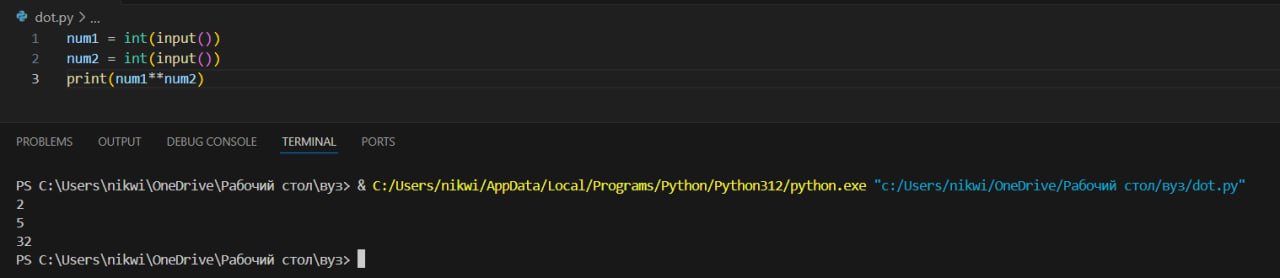 dot.py > ...
1 num1 = int(input())
2 num2 = int(input())
3 print(num1**num2)
PROBLEMS OUTPUT DEBUG CONSOLE TERMINAL PORTS
PS C:\Users\nikwi\OneDrive\Рабочий стол\вуз> & C:/Users/nikwi/AppData/Local/Programs/Python/Python312/python.exe "c:/Users/nikwi/OneDrive/Рабочий стол/вуз/dot.py"
2
5
32
PS C:\Users\nikwi\OneDrive\Рабочий стол\вуз>